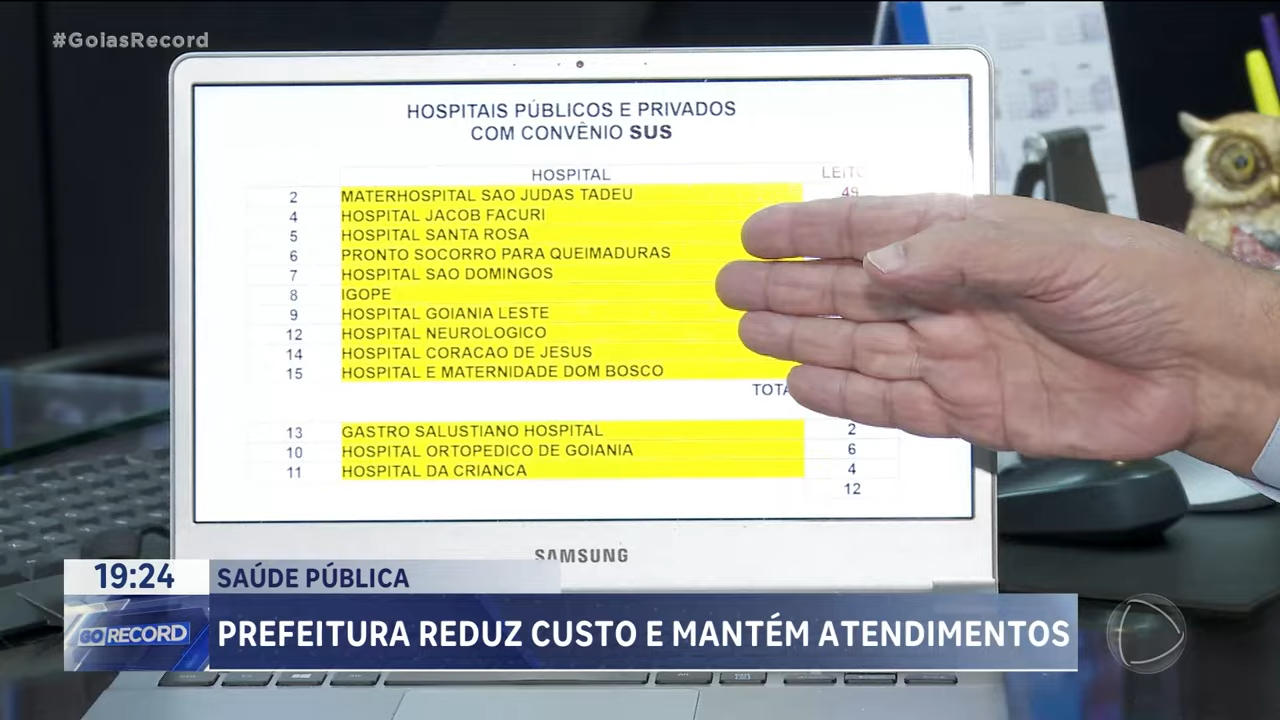 #GoiasRecord
HOSPITAIS PÚBLICOS E PRIVADOS
COM CONVÊNIO SUS
HOSPITAL
2 MATERHOSPITAL SAO JUDAS TADEU 49
4 HOSPITAL JACOB FACURI
5 HOSPITAL SANTA ROSA
6 PRONTO SOCORRO PARA QUEIMADURAS
7 HOSPITAL SAO DOMINGOS
8 IGOPE
9 HOSPITAL GOIANIA LESTE
12 HOSPITAL NEUROLOGICO
14 HOSPITAL CORACAO DE JESUS
15 HOSPITAL E MATERNIDADE DOM BOSCO
13 GASTRO SALUSTIANO HOSPITAL 2
10 HOSPITAL ORTOPEDICO DE GOIANIA 6
11 HOSPITAL DA CRIANCA 4
12
SAMSUNG
19:24 SAÚDE PÚBLICA
GO RECORD
PREFEITURA REDUZ CUSTO E MANTÉM ATENDIMENTOS